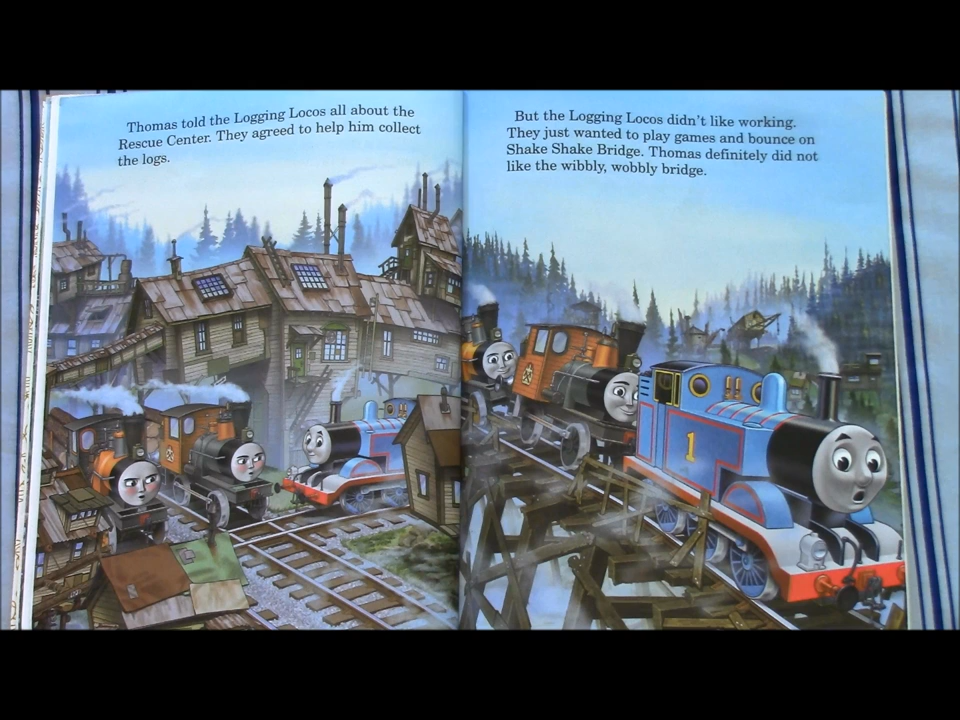 Thomas told the Logging Locos all about the
Rescue Center. They agreed to help him collect
the logs.
But the Logging Locos didn't like working.
They just wanted to play games and bounce on
Shake Shake Bridge. Thomas definitely did not
like the wibbly, wobbly bridge.
1